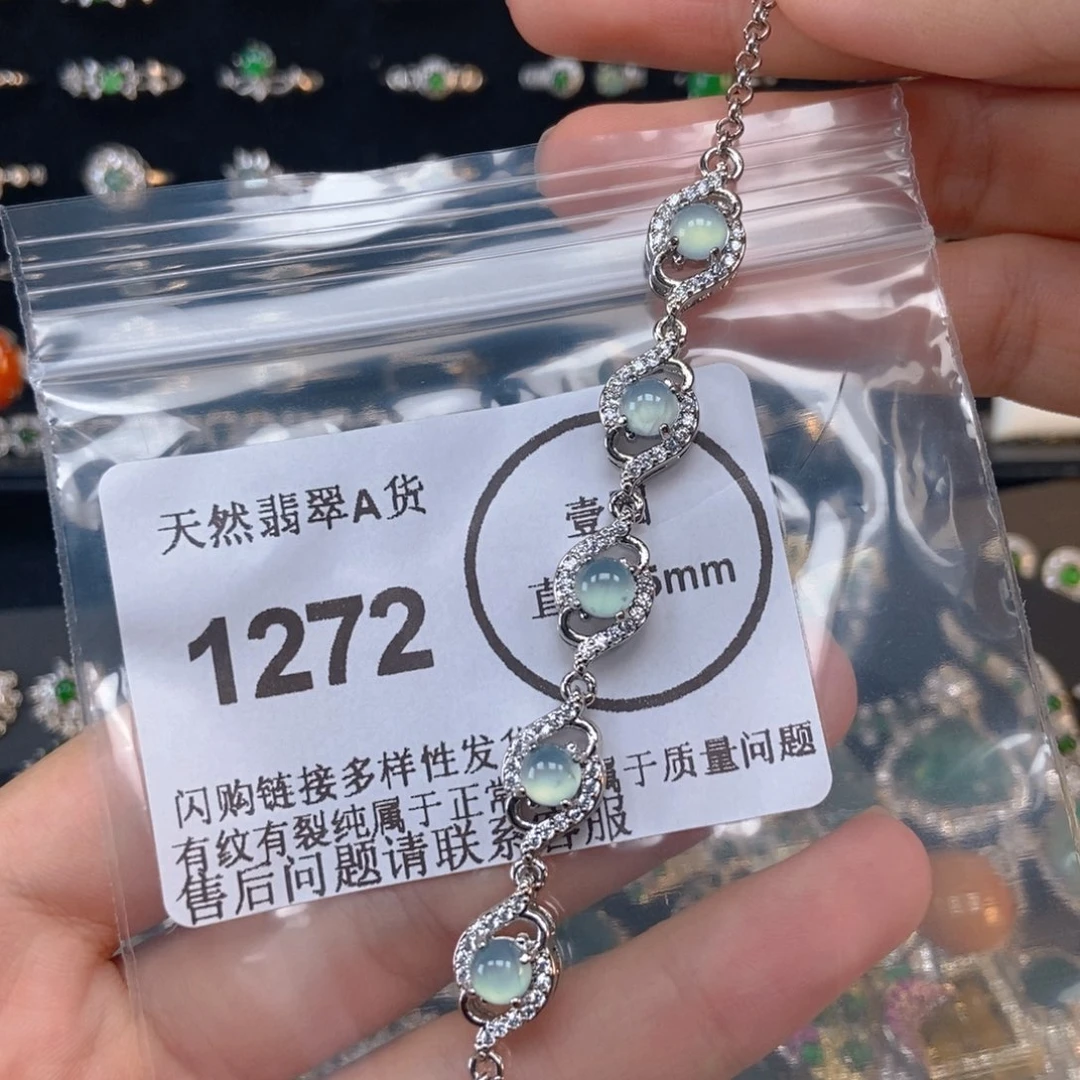 天然翡翠A货
1272
壹
直 5mm
闪购链接多样性发 属于质量问题
有纹有裂纯属于正常
售后问题请联系客服